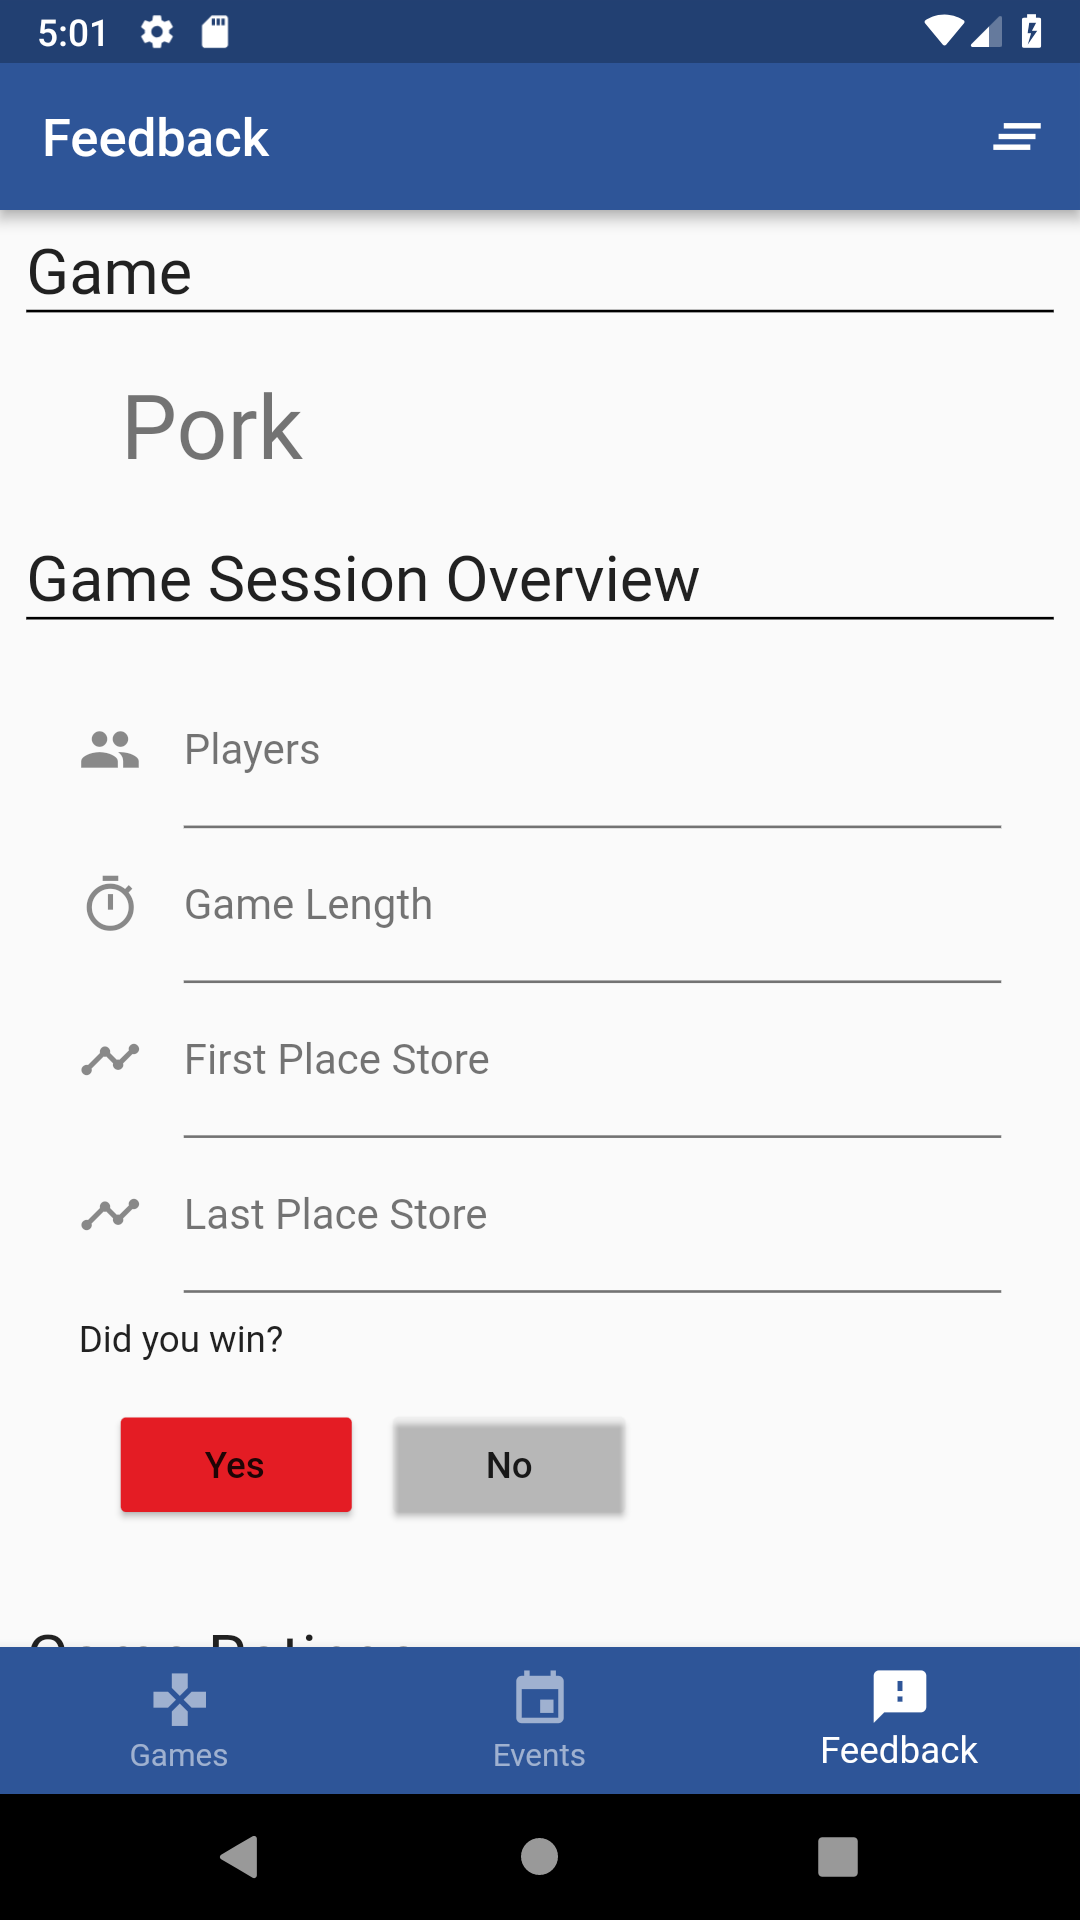 5:01
Feedback
Game
Pork
Game Session Overview
Players
Game Length
First Place Store
Last Place Store
Did you win?
Yes No
Games Events Feedback